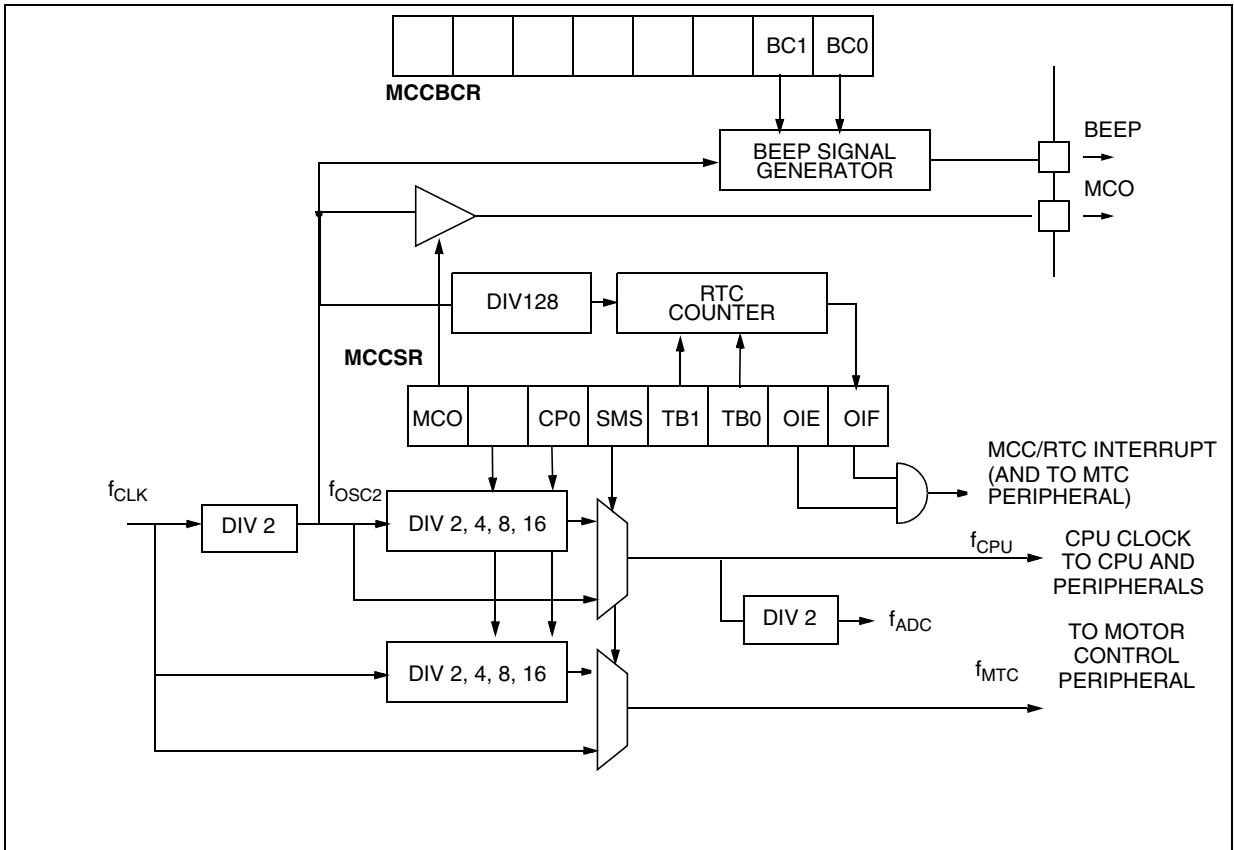 BC1 BC0
MCCBCR
BEEP
BEEP SIGNAL
GENERATOR
MCO
DIV128
RTC
COUNTER
MCCSR
MCO CP0 SMS TB1 TB0 OIE OIF
MCC/RTC INTERRUPT
(AND TO MTC
PERIPHERAL)
fCLK
DIV 2
fOSC2
DIV 2, 4, 8, 16
fCPU
CPU CLOCK
TO CPU AND
PERIPHERALS
DIV 2
fADC
DIV 2, 4, 8, 16
fMTC
TO MOTOR
CONTROL
PERIPHERAL